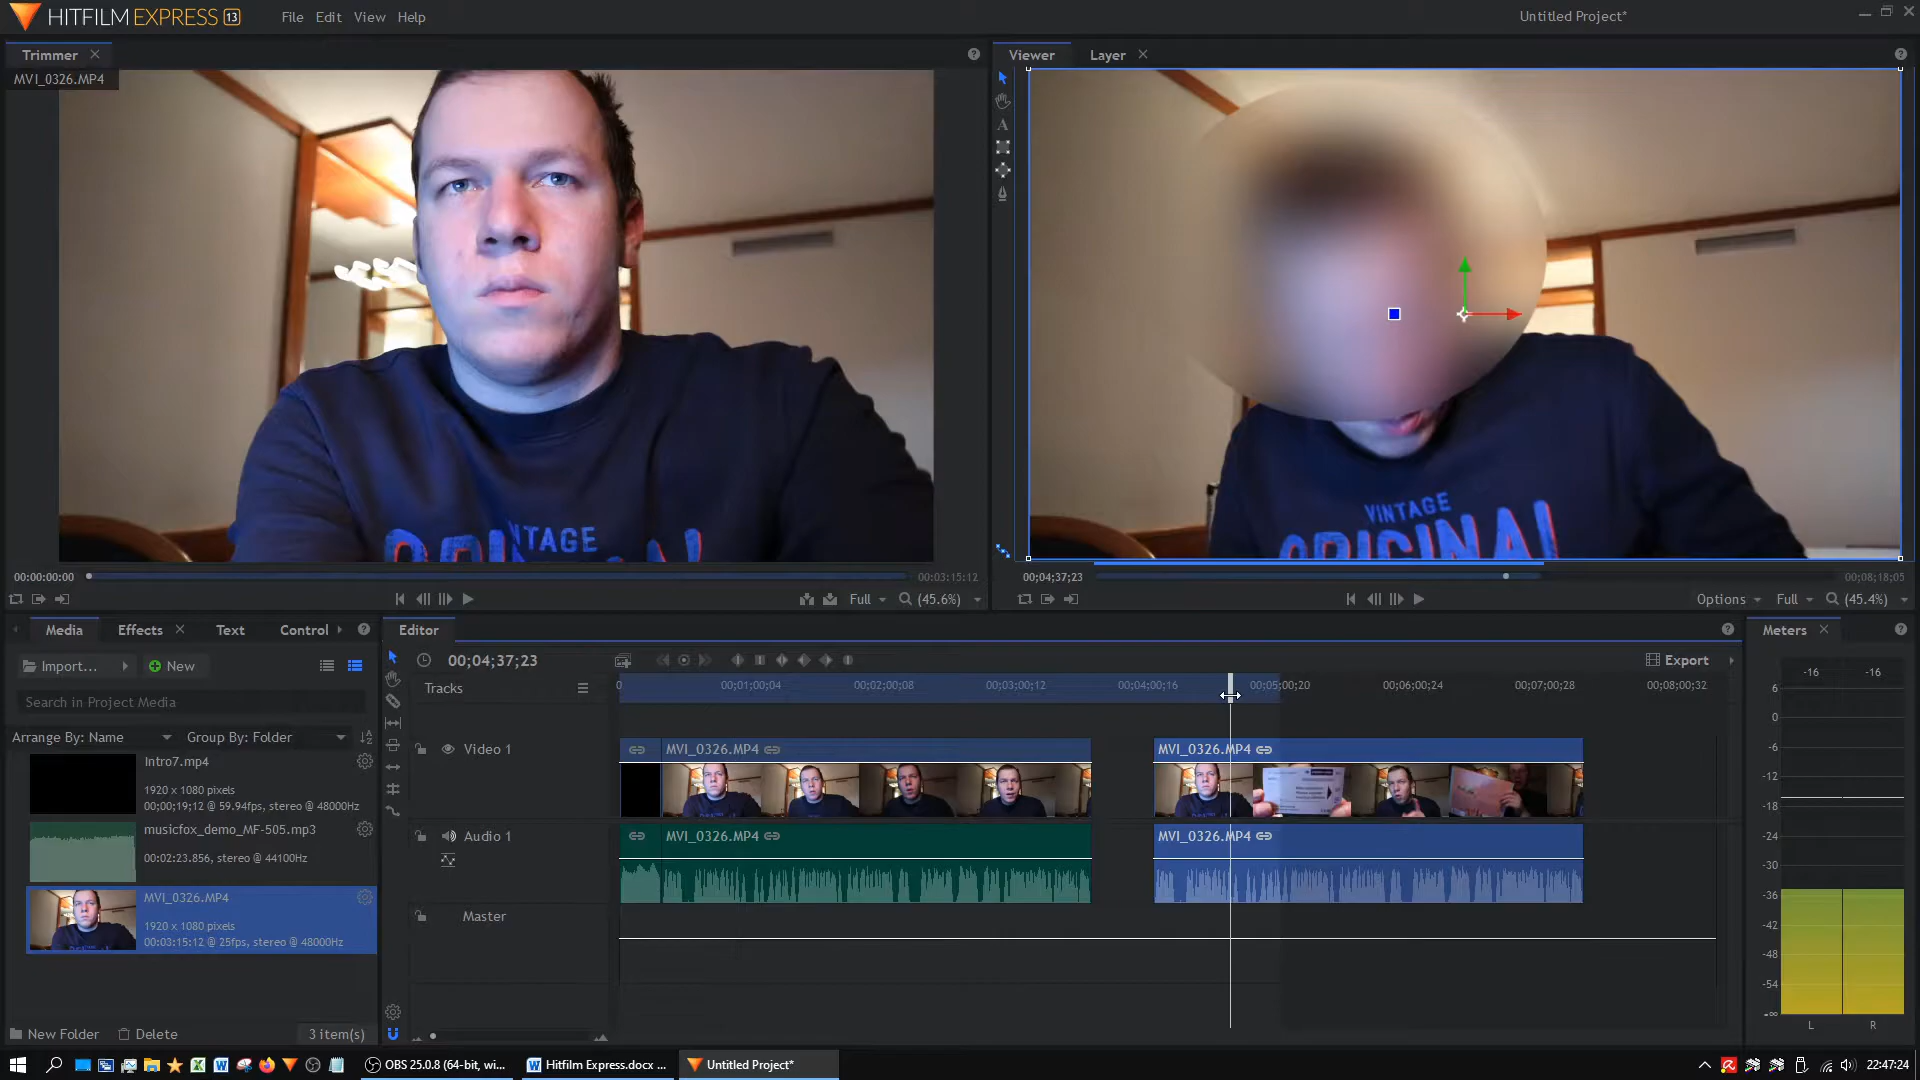 HITFILM EXPRESS 13
File Edit View Help
Untitled Project*
Trimmer
Viewer Layer
MVI_0326.MP4
VINTAGE
ORIGINAL
00:00:00:00
00:03:15:12
00;04;37;23
00;08;18;05
Full
(45.6%)
Options
Full
(45.4%)
Media Effects Text Control
Editor
Meters
Import...
New
00;04;37;23
Export
-16 -16
Tracks
0
00;01;00;04
00;02;00;08
00;03;00;12
00;04;00;16
00;05;00;20
00;06;00;24
00;07;00;28
00;08;00;32
Search in Project Media
Arrange By: Name
Group By: Folder
Video 1
MVI_0326.MP4
MVI_0326.MP4
Intro7.mp4
1920 x 1080 pixels
00;00;19;12 @ 59.94fps, stereo @ 48000Hz
musicfox_demo_MF-505.mp3
00:02:23.856, stereo @ 44100Hz
Audio 1
MVI_0326.MP4
MVI_0326.MP4
MVI_0326.MP4
1920 x 1080 pixels
00:03:15:12 @ 25fps, stereo @ 48000Hz
Master
6
0
-6
-12
-18
-24
-30
-36
-42
-48
-54
-∞
L R
New Folder
Delete
3 item(s)
OBS 25.0.8 (64-bit, wi...
Hitfilm Express.docx ...
Untitled Project*
22:47:24